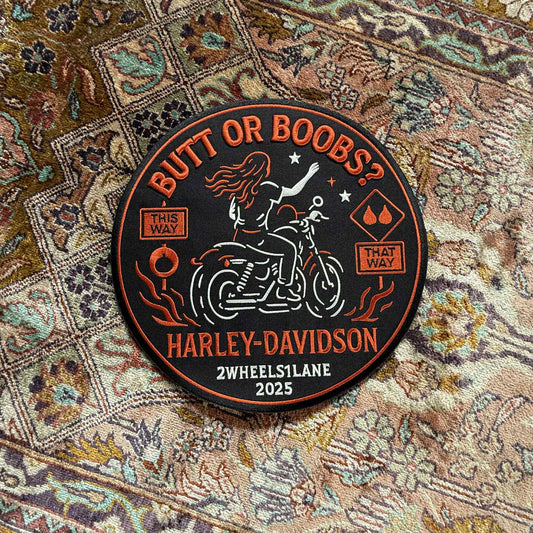 BUTT OR BOOBS?
THIS
WAY
THAT
WAY
HARLEY-DAVIDSON
2WHEELS1LANE
2025